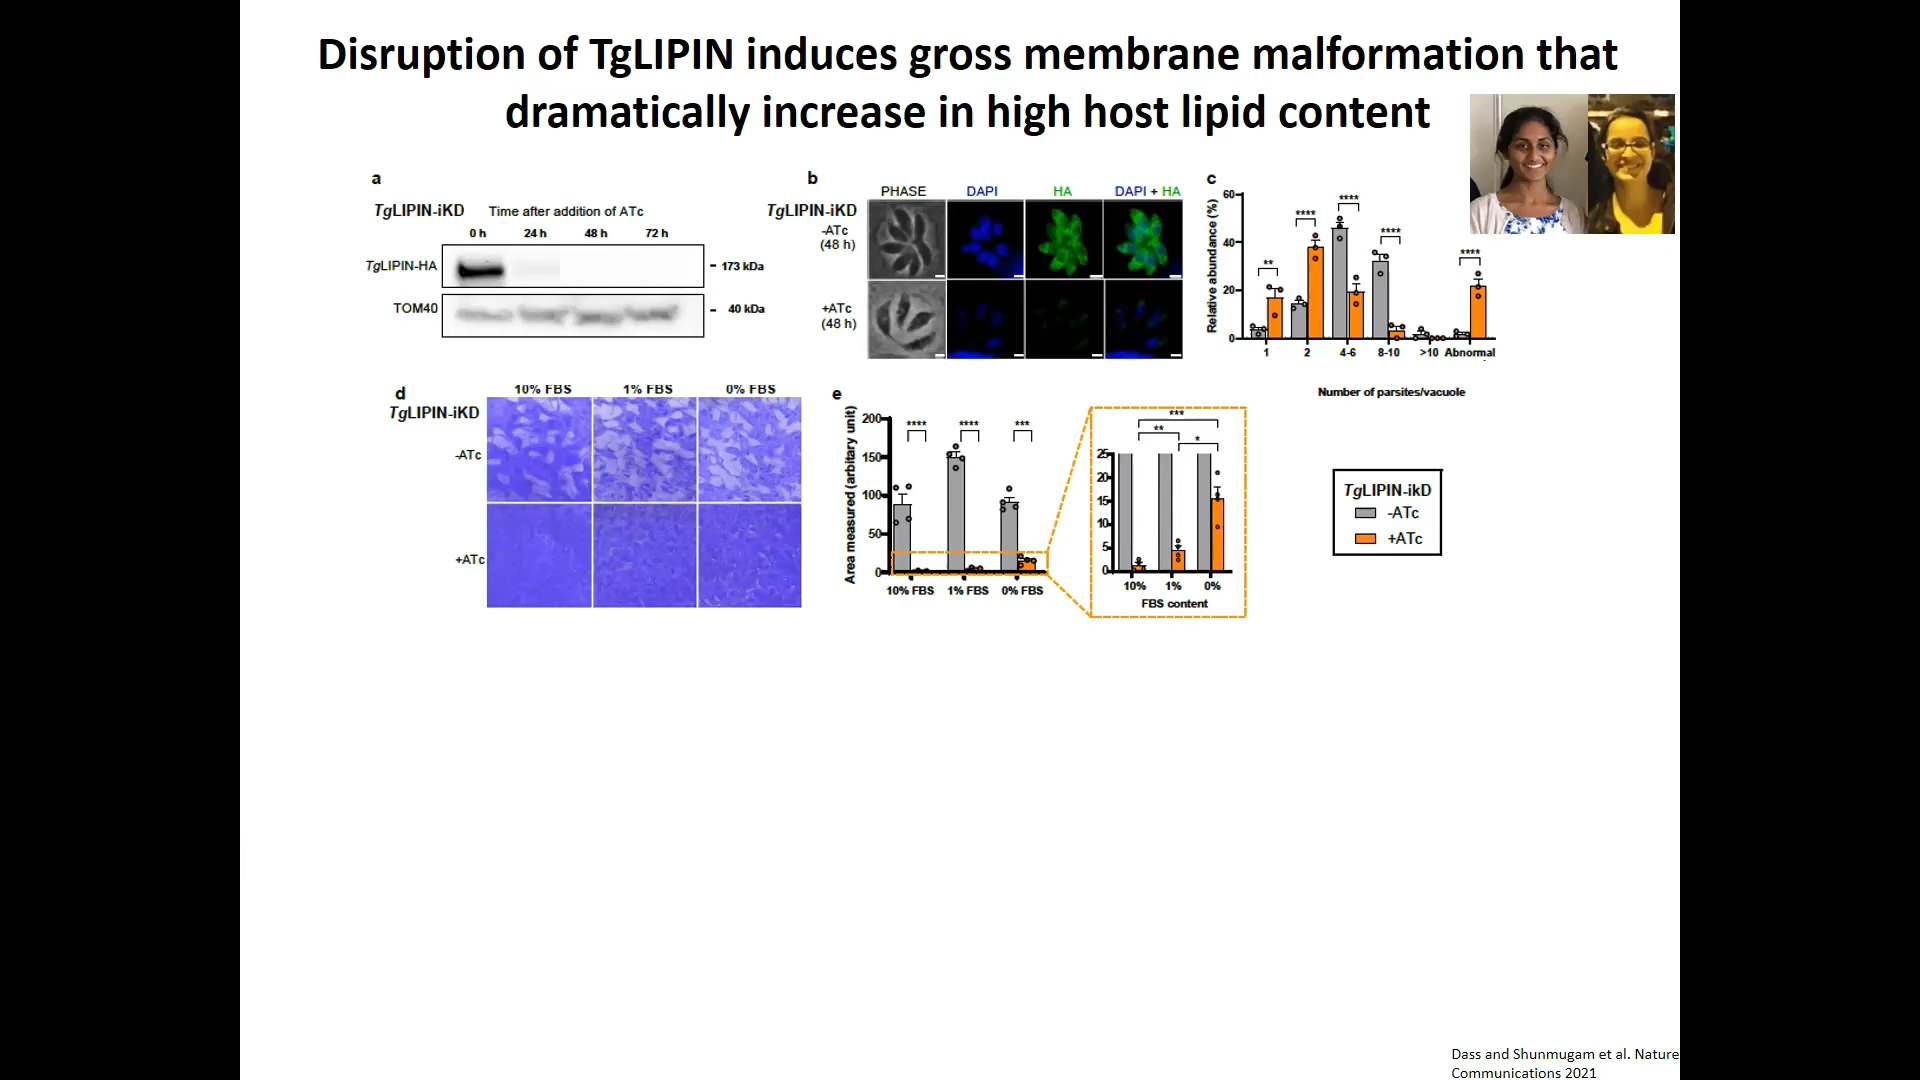 Disruption of TgLIPIN induces gross membrane malformation that
dramatically increase in high host lipid content
a
TgLIPIN-iKD Time after addition of ATc
0 h 24 h 48 h 72 h
TgLIPIN-HA - 173 kDa
TOM40 - 40 kDa
b
PHASE DAPI HA DAPI + HA
TgLIPIN-iKD
-ATc
(48 h)
+ATc
(48 h)
c
Relative abundance (%)
60
40
20
0
** **** **** **** ****
1 2 4-6 8-10 >10 Abnormal
Number of parsites/vacuole
d
10% FBS 1% FBS 0% FBS
TgLIPIN-iKD
-ATc
+ATc
e
Area measured (arbitary unit)
200
150
100
50
0
**** **** ***
10% FBS 1% FBS 0% FBS
***
**
*
25
20
15
10
5
0
10% 1% 0%
FBS content
TgLIPIN-ikD
-ATc
+ATc
Dass and Shunmugam et al. Nature
Communications 2021